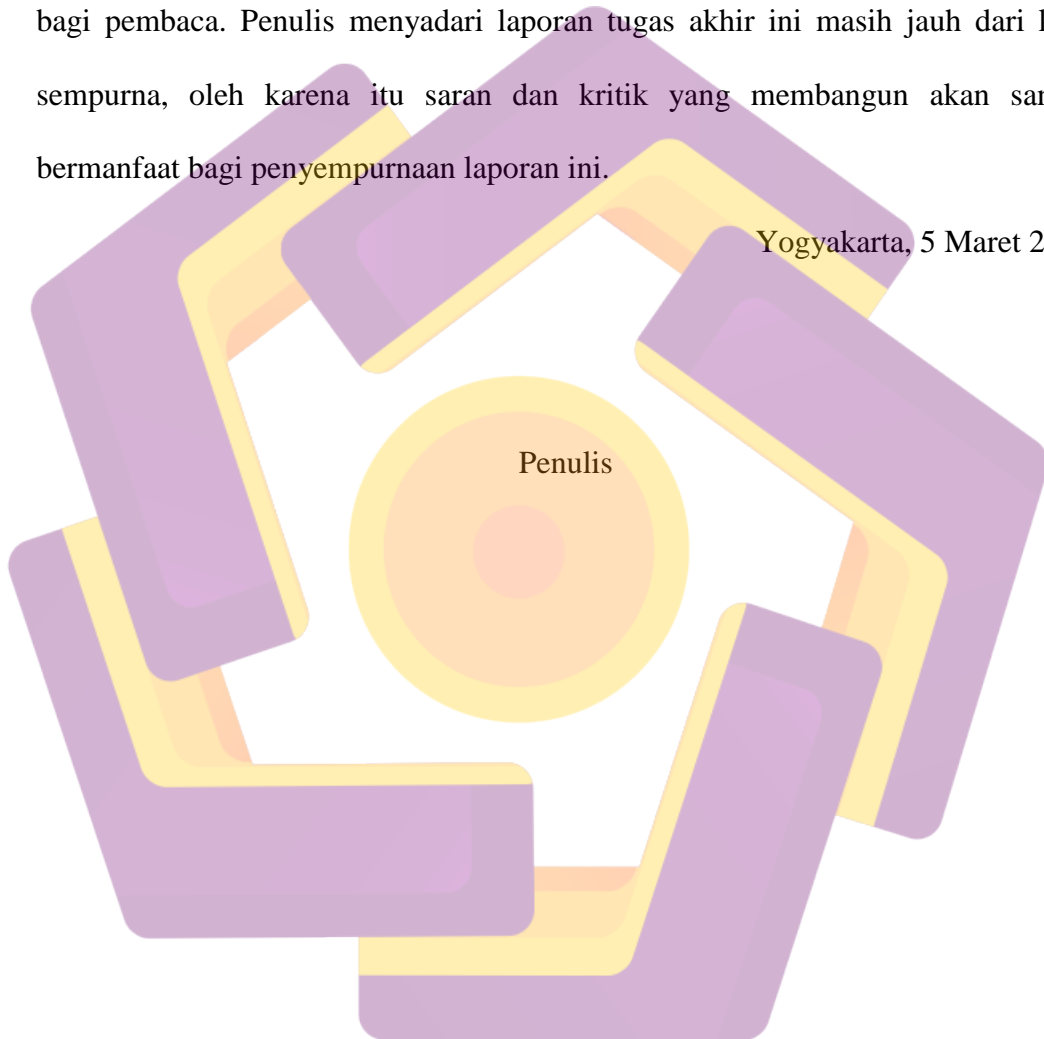 bagi pembaca. Penulis menyadari laporan tugas akhir ini masih jauh dari
sempurna, oleh karena itu saran dan kritik yang membangun akan
bermanfaat bagi penyempurnaan laporan ini.
Yogyakarta, 5 Maret
Penulis